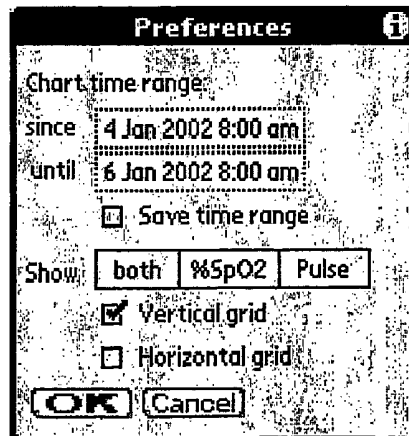 Preferences
Chart time range:
since 4 Jan 2002 8:00 am
until 6 Jan 2002 8:00 am
Save time range
Show both %SpO2 Pulse
Vertical grid
Horizontal grid
OK Cancel